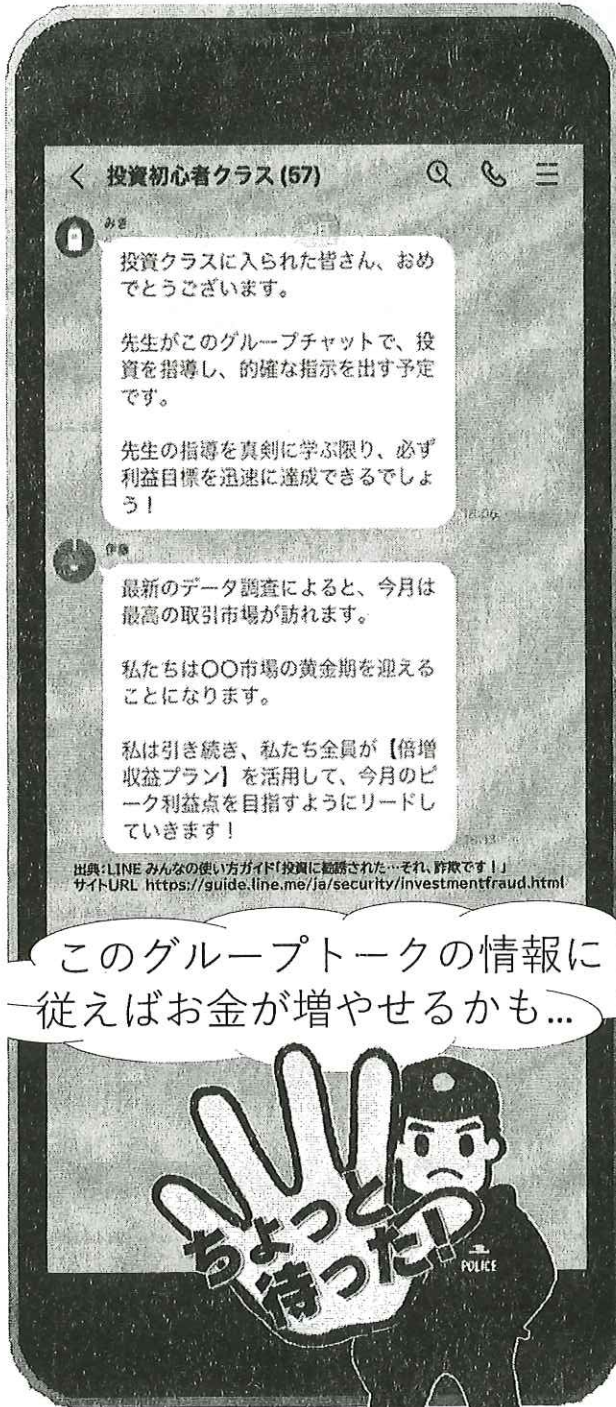 投資初心者クラス (57)
みき
投資クラスに入られた皆さん、おめ
でとうございます。
先生がこのグループチャットで、投
資を指導し、的確な指示を出す予定
です。
先生の指導を真剣に学ぶ限り、必ず
利益目標を迅速に達成できるでしょ
う！
16:06
最新のデータ調査によると、今月は
最高の取引市場が訪れます。
私たちは〇〇市場の黄金期を迎える
ことになります。
私は引き続き、私たち全員が【倍増
収益プラン】を活用して、今月のピ
ーク利益点を目指すようにリードし
ていきます！
出典:LINE みんなの使い方ガイド「投資に勧誘された…それ、詐欺です！」
サイトURL https://guide.line.me/ja/security/investmentfraud.html
このグループトークの情報に
従えばお金が増やせるかも...
ちょっと
待った！
POLICE